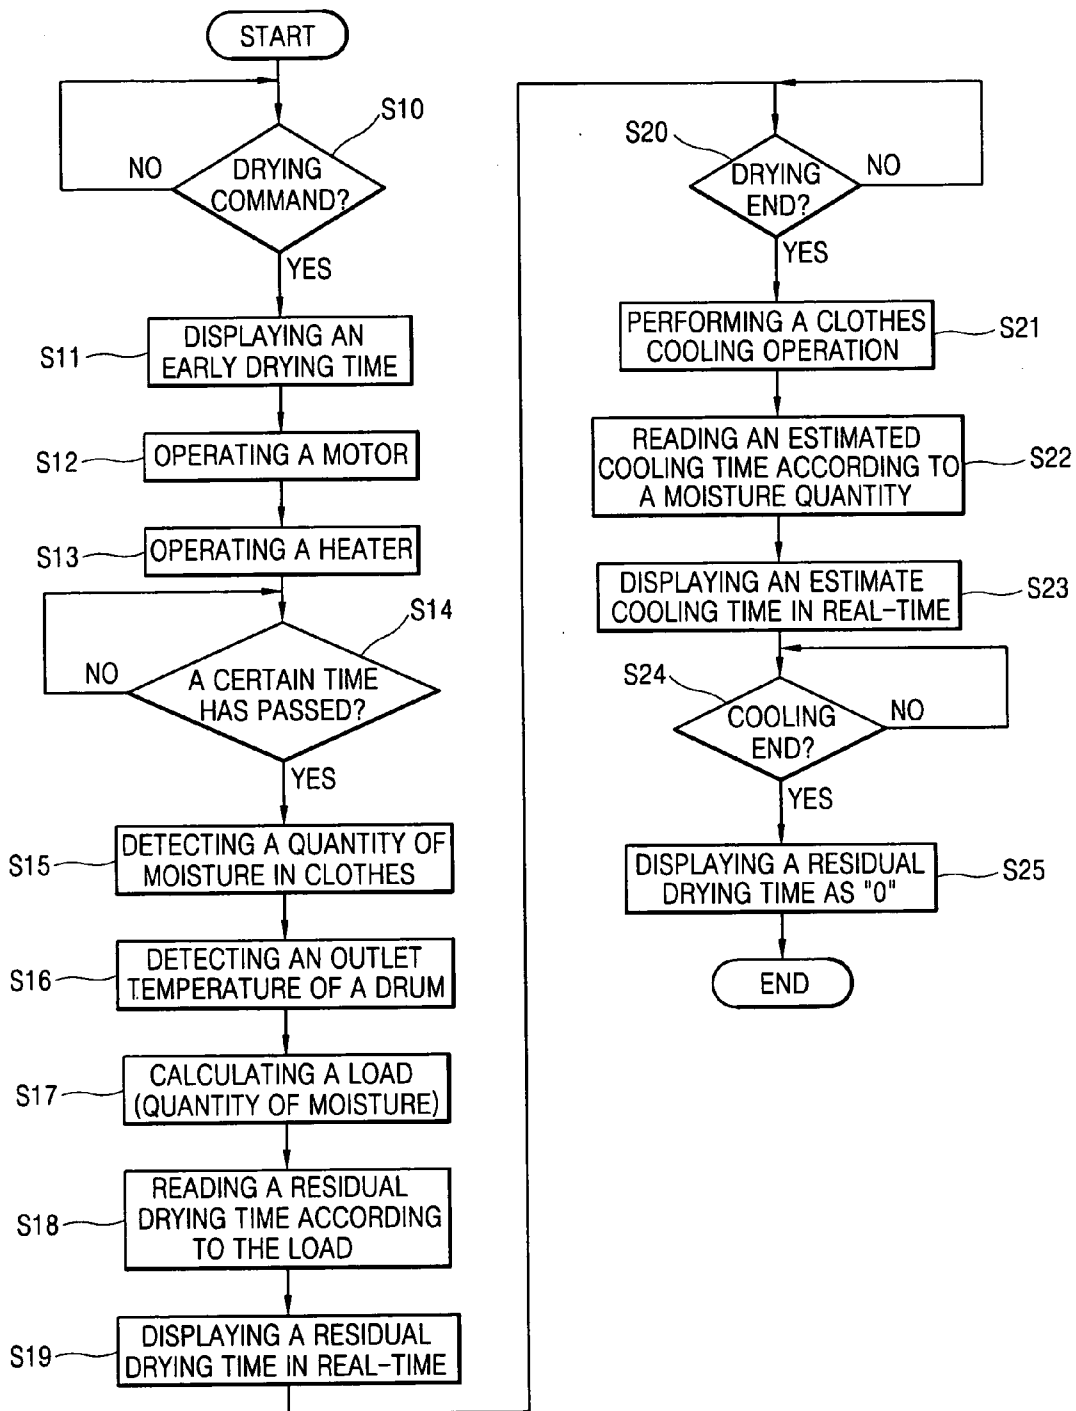 START
S10
NO
DRYING
COMMAND?
YES
S11
DISPLAYING AN
EARLY DRYING TIME
S12
OPERATING A MOTOR
S13
OPERATING A HEATER
S14
NO
A CERTAIN TIME
HAS PASSED?
YES
S15
DETECTING A QUANTITY OF
MOISTURE IN CLOTHES
S16
DETECTING AN OUTLET
TEMPERATURE OF A DRUM
S17
CALCULATING A LOAD
(QUANTITY OF MOISTURE)
S18
READING A RESIDUAL
DRYING TIME ACCORDING
TO THE LOAD
S19
DISPLAYING A RESIDUAL
DRYING TIME IN REAL-TIME
S20
DRYING
END?
NO
YES
PERFORMING A CLOTHES
COOLING OPERATION
S21
READING AN ESTIMATED
COOLING TIME ACCORDING TO
A MOISTURE QUANTITY
S22
DISPLAYING AN ESTIMATE
COOLING TIME IN REAL-TIME
S23
S24
COOLING
END?
NO
YES
DISPLAYING A RESIDUAL
DRYING TIME AS "0"
S25
END